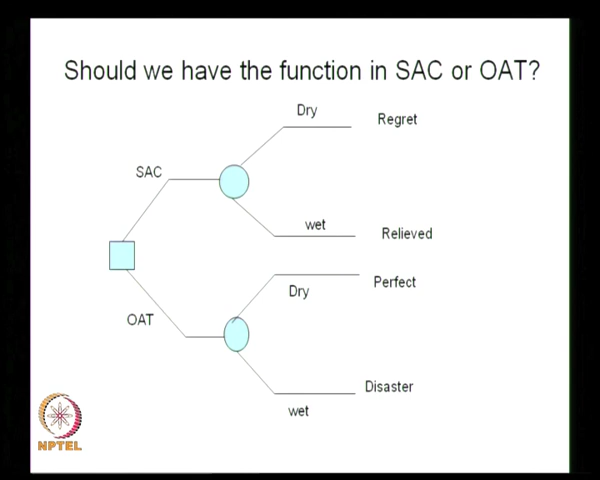 Should we have the function in SAC or OAT?
Dry
Regret
SAC
wet
Relieved
Dry
Perfect
OAT
Disaster
wet
NPTEL